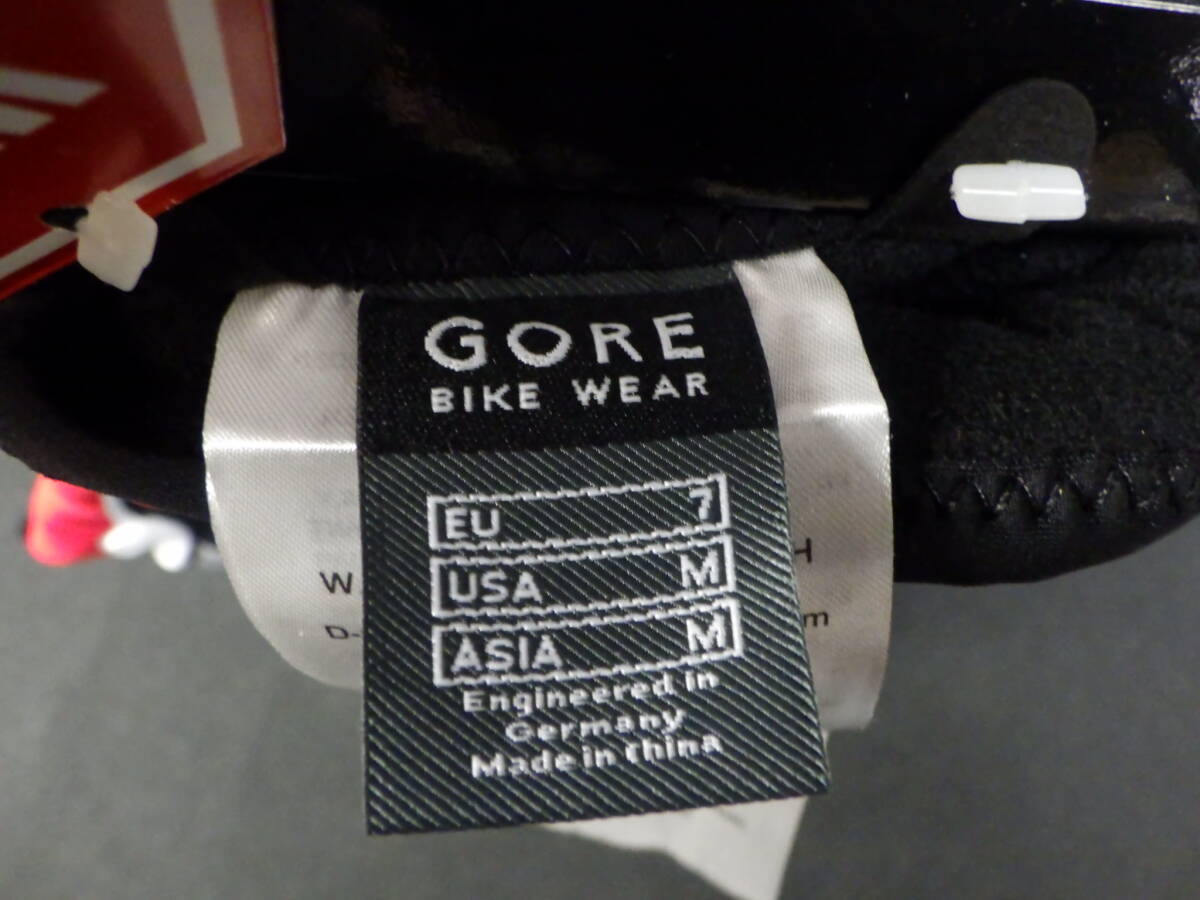 GORE
BIKE WEAR
EU 7
USA M
ASIA M
Engineered in
Germany
Made in China
W
H
D-
m